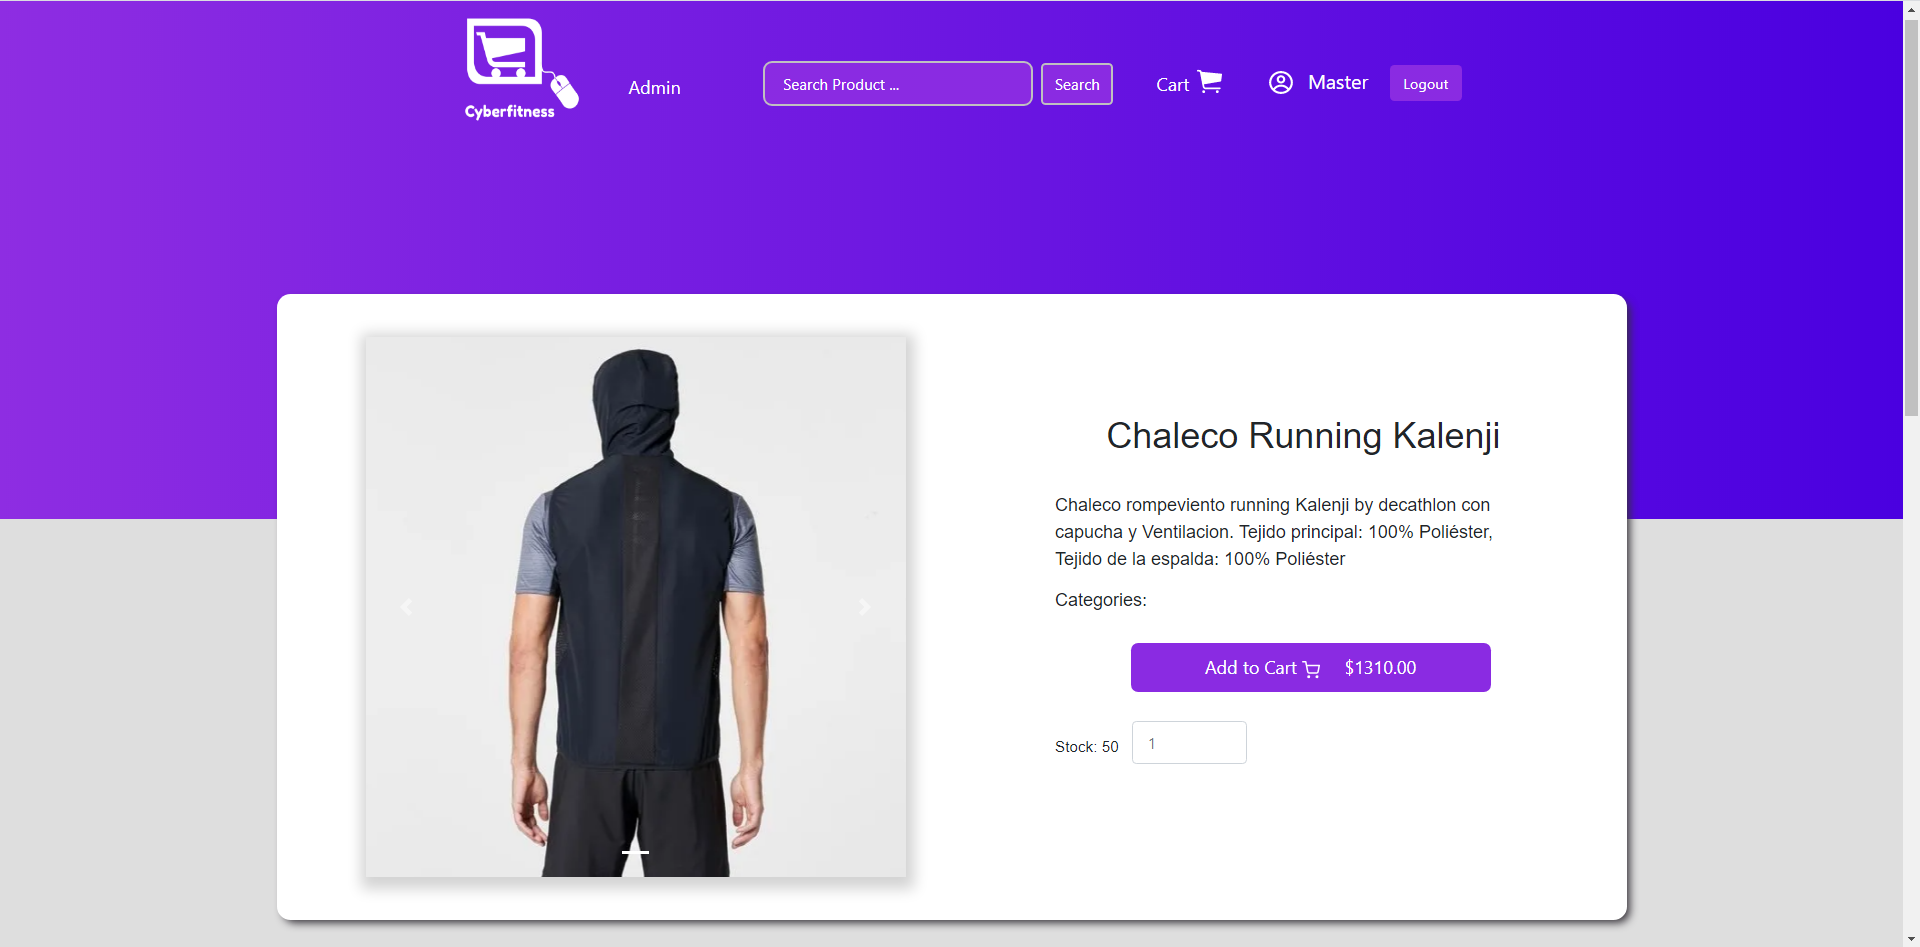 Cyberfitness
Admin
Search Product ...
Search
Cart
Master
Logout
Chaleco Running Kalenji
Chaleco rompeviento running Kalenji by decathlon con
capucha y Ventilacion. Tejido principal: 100% Poliéster,
Tejido de la espalda: 100% Poliéster
Categories:
Add to Cart $1310.00
Stock: 50 1